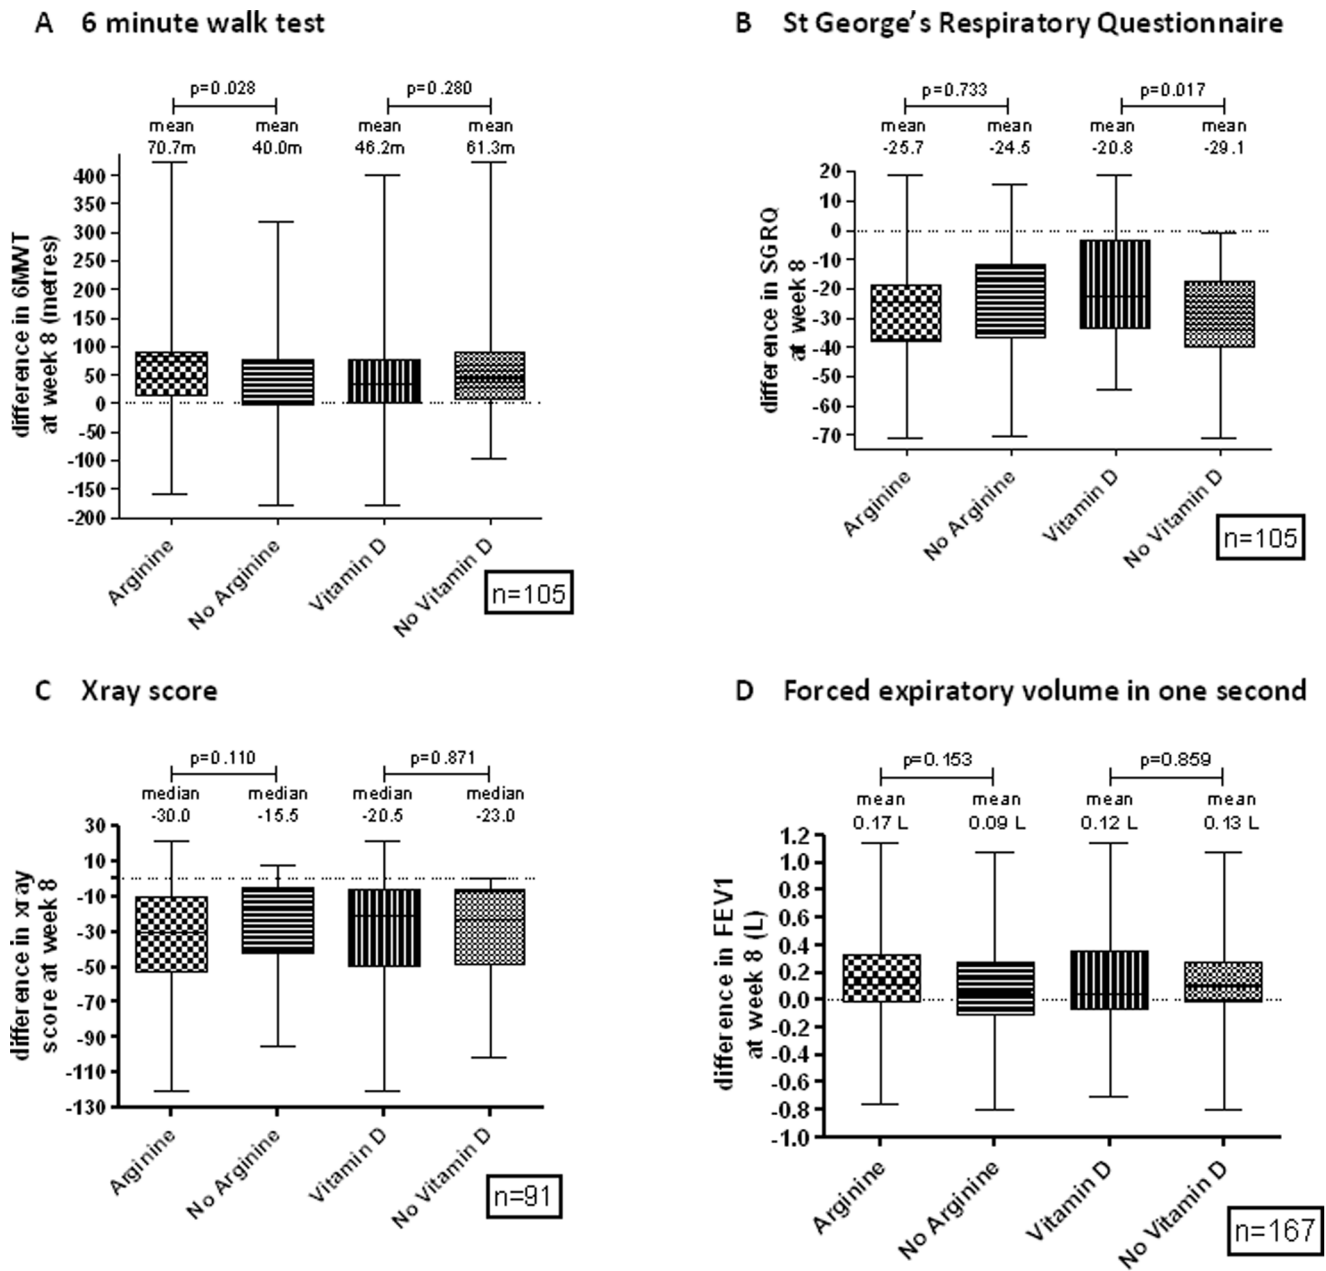 A 6 minute walk test
p=0.028 p=0.280
mean mean mean mean
70.7m 40.0m 46.2m 61.3m
400
350
300
250
200
150
100
50
0
-50
-100
-150
-200
difference in 6MWT
at week 8 (metres)
Arginine
No Arginine
Vitamin D
No Vitamin D
n=105
B St George's Respiratory Questionnaire
p=0.733 p=0.017
mean mean mean mean
-25.7 -24.5 -20.8 -29.1
20
10
0
-10
-20
-30
-40
-50
-60
-70
difference in SGRQ
at week 8
Arginine
No Arginine
Vitamin D
No Vitamin D
n=105
C Xray score
p=0.110 p=0.871
median median median median
-30.0 -15.5 -20.5 -23.0
30
10
-10
-30
-50
-70
-90
-110
-130
difference in xray
score at week 8
Arginine
No Arginine
Vitamin D
No Vitamin D
n=91
D Forced expiratory volume in one second
p=0.153 p=0.859
mean mean mean mean
0.17 L 0.09 L 0.12 L 0.13 L
1.2
1.0
0.8
0.6
0.4
0.2
0.0
-0.2
-0.4
-0.6
-0.8
-1.0
difference in FEV1
at week 8 (L)
Arginine
No Arginine
Vitamin D
No Vitamin D
n=167